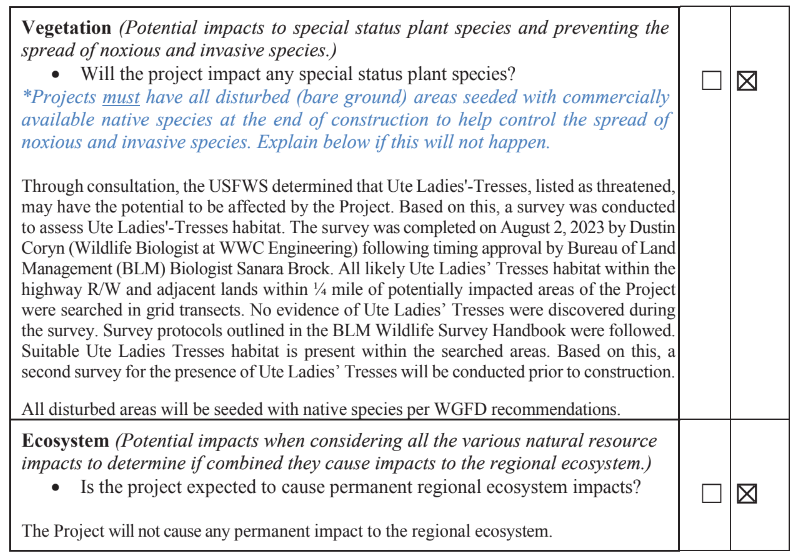 Vegetation (Potential impacts to special status plant species and preventing the
spread of noxious and invasive species.)
• Will the project impact any special status plant species?
☐ ☒
*Projects must have all disturbed (bare ground) areas seeded with commercially
available native species at the end of construction to help control the spread of
noxious and invasive species. Explain below if this will not happen.
Through consultation, the USFWS determined that Ute Ladies'-Tresses, listed as threatened,
may have the potential to be affected by the Project. Based on this, a survey was conducted
to assess Ute Ladies'-Tresses habitat. The survey was completed on August 2, 2023 by Dustin
Coryn (Wildlife Biologist at WWC Engineering) following timing approval by Bureau of Land
Management (BLM) Biologist Sanara Brock. All likely Ute Ladies’ Tresses habitat within the
highway R/W and adjacent lands within ¼ mile of potentially impacted areas of the Project
were searched in grid transects. No evidence of Ute Ladies’ Tresses were discovered during
the survey. Survey protocols outlined in the BLM Wildlife Survey Handbook were followed.
Suitable Ute Ladies Tresses habitat is present within the searched areas. Based on this, a
second survey for the presence of Ute Ladies’ Tresses will be conducted prior to construction.
All disturbed areas will be seeded with native species per WGFD recommendations.
Ecosystem (Potential impacts when considering all the various natural resource
impacts to determine if combined they cause impacts to the regional ecosystem.)
• Is the project expected to cause permanent regional ecosystem impacts?
☐ ☒
The Project will not cause any permanent impact to the regional ecosystem.